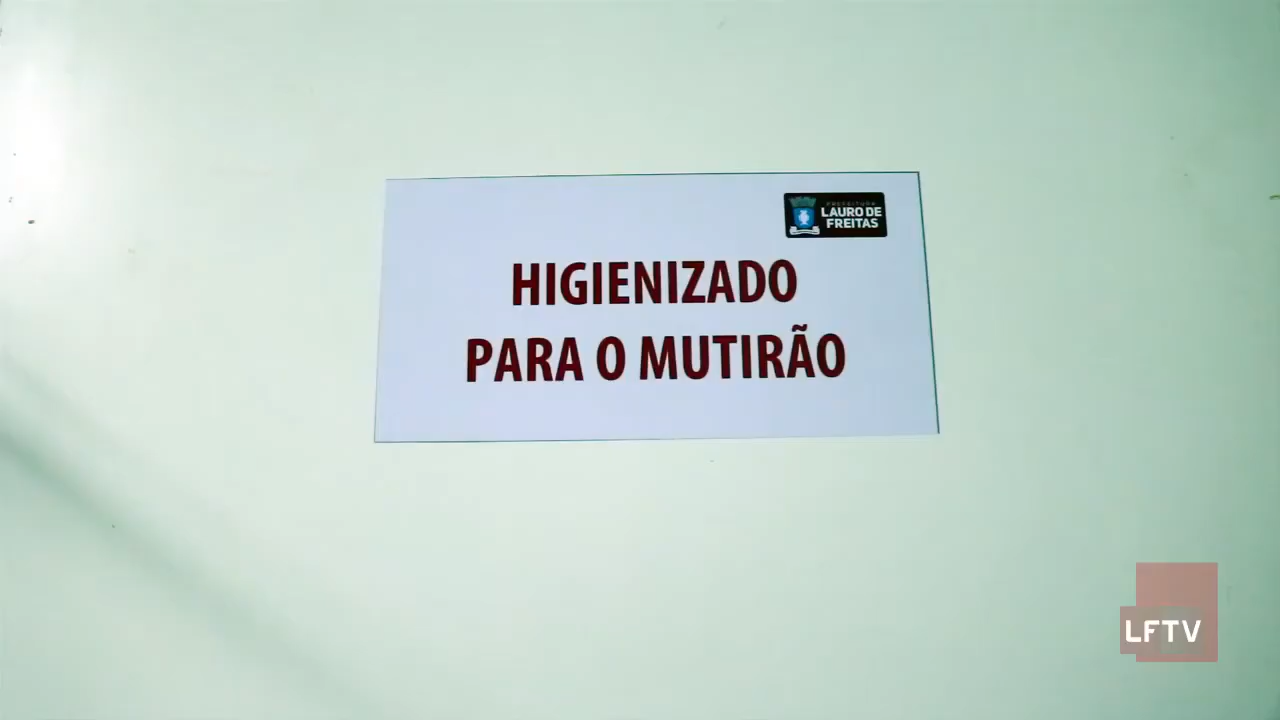 PREFEITURA
LAURO DE
FREITAS
HIGIENIZADO
PARA O MUTIRÃO
LFTV